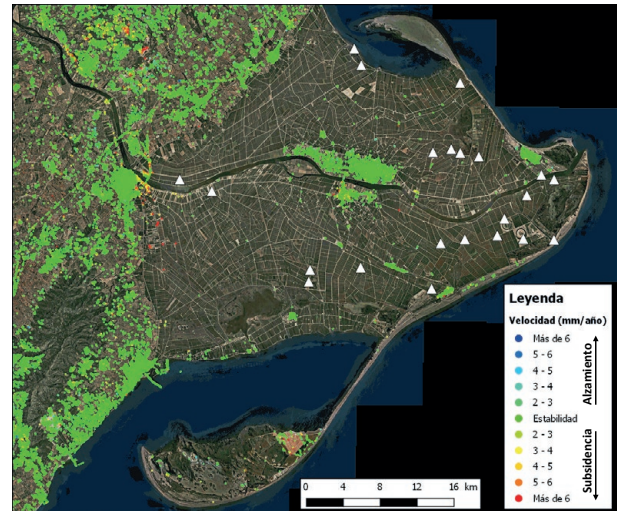 Leyenda
Velocidad (mm/año)
Más de 6
5 - 6
4 - 5
3 - 4
2 - 3
Estabilidad
2 - 3
3 - 4
4 - 5
5 - 6
Más de 6
Alzamiento
Subsidencia
0 4 8 12 16 km